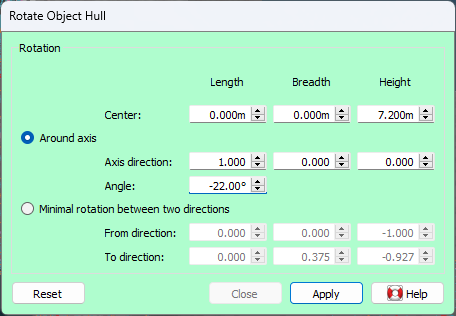 Rotate Object Hull
Rotation
Length Breadth Height
Center: 0.000m 0.000m 7.200m
Around axis
Axis direction: 1.000 0.000 0.000
Angle: -22.00°
Minimal rotation between two directions
From direction: 0.000 0.000 -1.000
To direction: 0.000 0.375 -0.927
Reset Close Apply Help